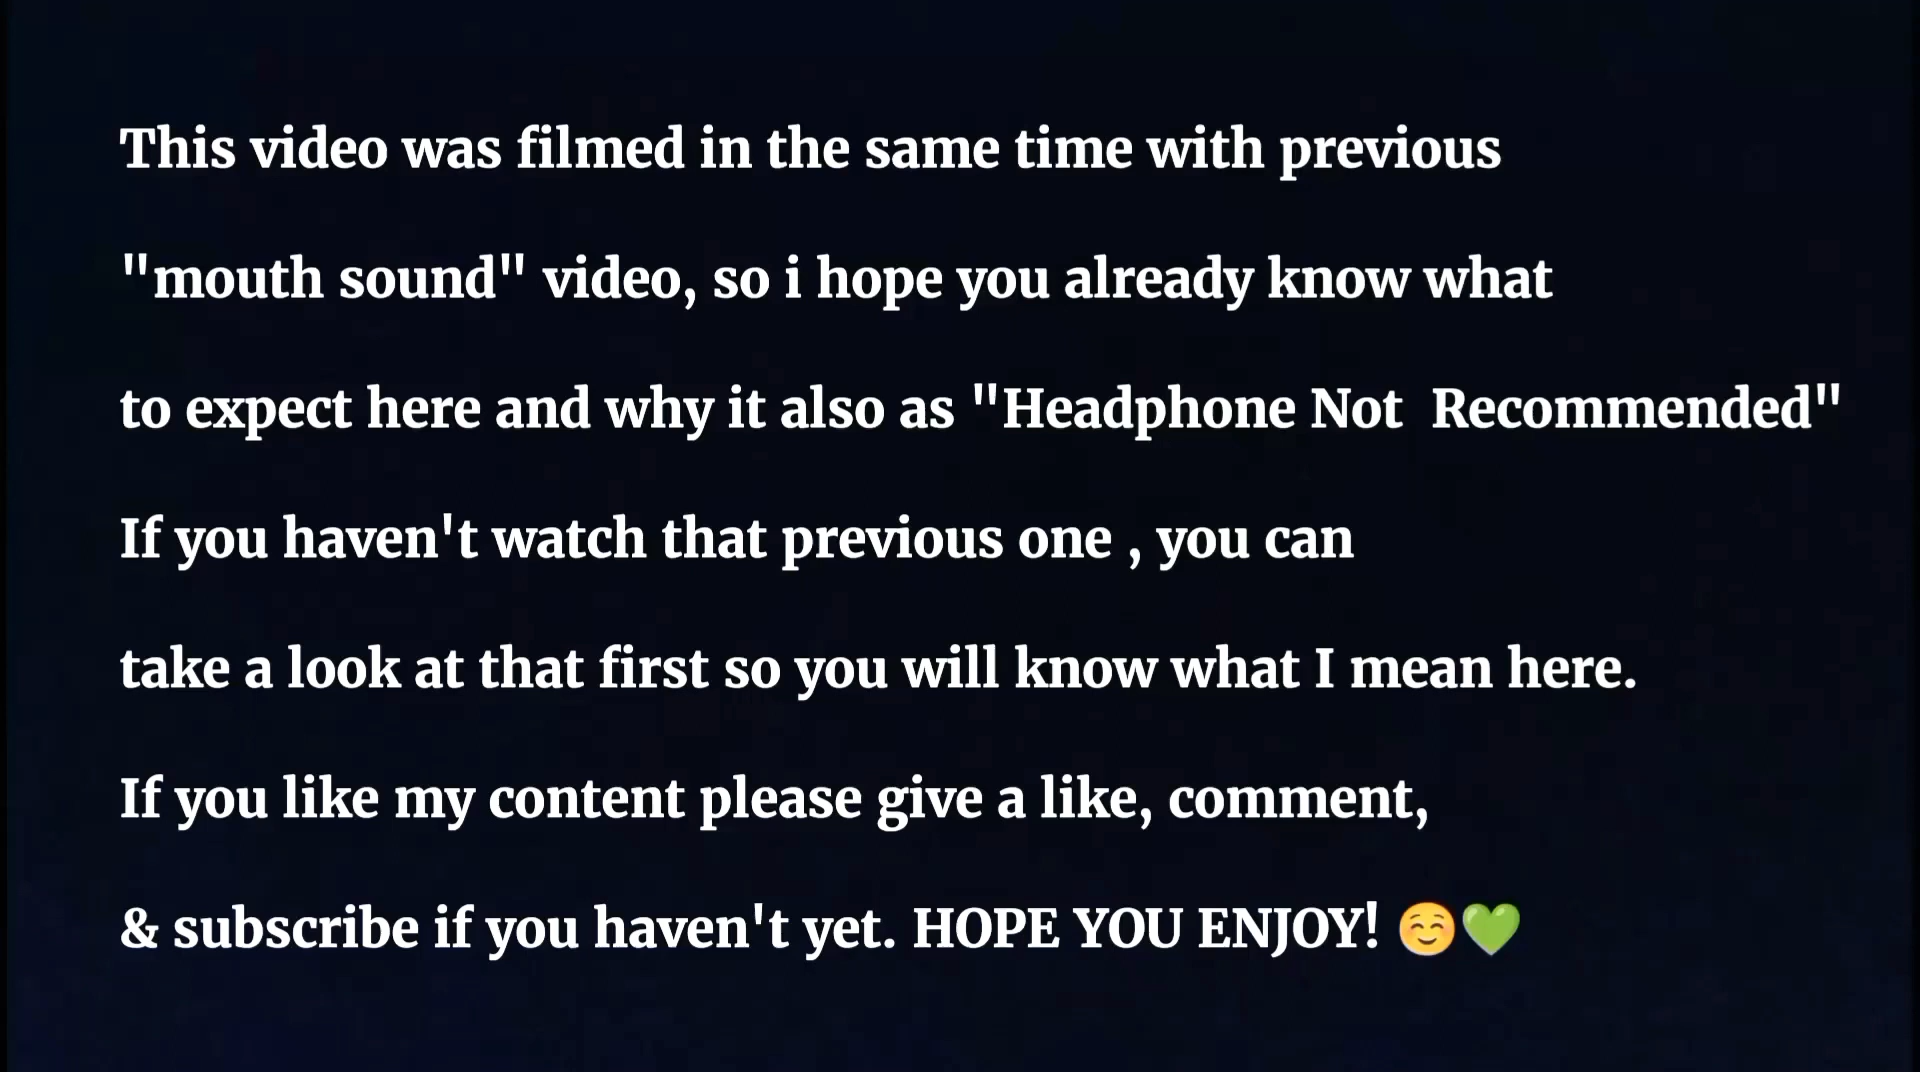 This video was filmed in the same time with previous
"mouth sound" video, so i hope you already know what
to expect here and why it also as "Headphone Not  Recommended"
If you haven't watch that previous one , you can
take a look at that first so you will know what I mean here.
If you like my content please give a like, comment,
& subscribe if you haven't yet. HOPE YOU ENJOY! ☺️💚